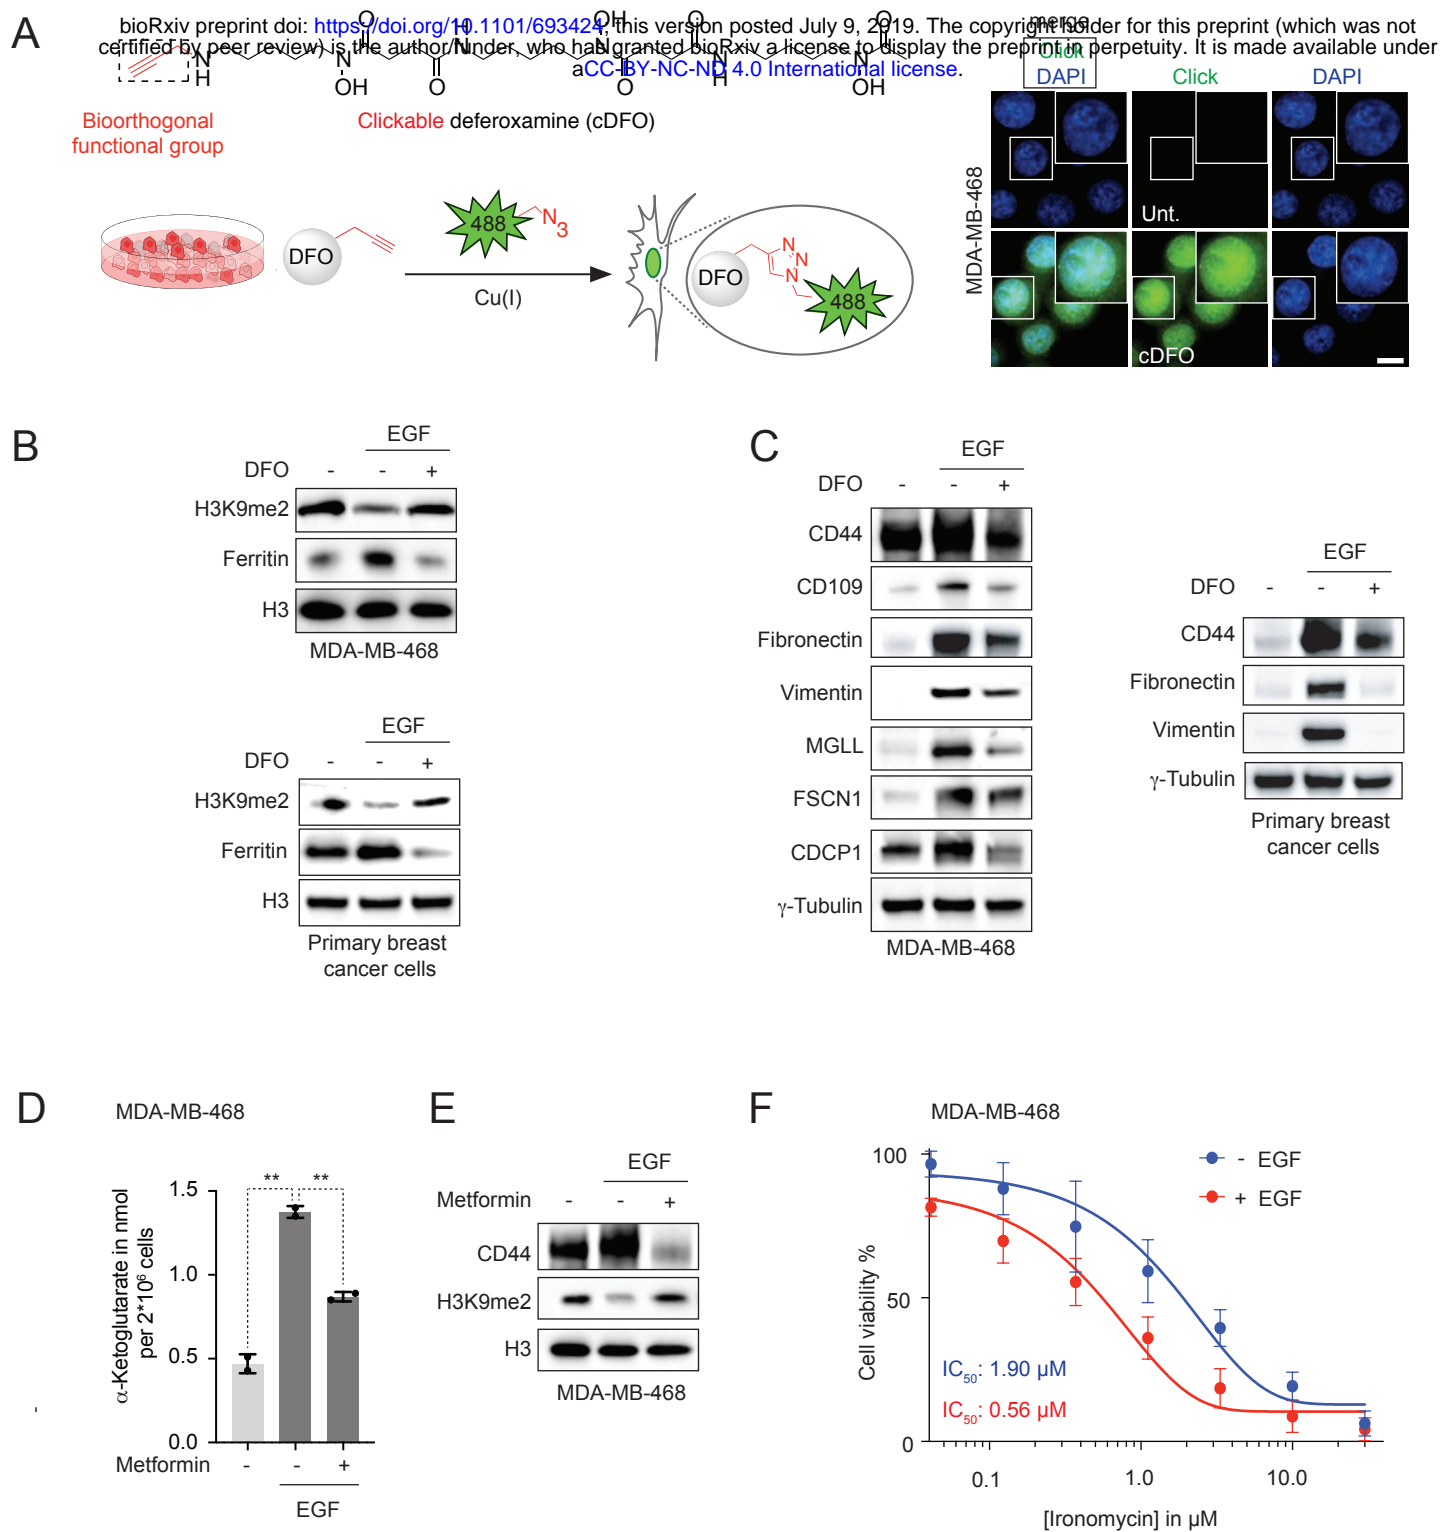 A
bioRxiv preprint doi: https://doi.org/10.1101/693424; this version posted July 9, 2019. The copyright holder for this preprint (which was not
certified by peer review) is the author/funder, who has granted bioRxiv a license to display the preprint in perpetuity. It is made available under
aCC-BY-NC-ND 4.0 International license.
O OH O O
N H N OH O H N N O N H N OH
merge
Click
DAPI
Click
DAPI
Bioorthogonal
functional group
Clickable deferoxamine (cDFO)
DFO
488
N3
Cu(I)
DFO
N
N
N
488
MDA-MB-468
Unt.
cDFO
B
EGF
DFO - - +
H3K9me2
Ferritin
H3
MDA-MB-468
EGF
DFO - - +
H3K9me2
Ferritin
H3
Primary breast
cancer cells
C
EGF
DFO - - +
CD44
CD109
Fibronectin
Vimentin
MGLL
FSCN1
CDCP1
γ-Tubulin
MDA-MB-468
EGF
DFO - - +
CD44
Fibronectin
Vimentin
γ-Tubulin
Primary breast
cancer cells
D
MDA-MB-468
** **
α-Ketoglutarate in nmol
per 2*10⁶ cells
1.5
1.0
0.5
0.0
Metformin - - +
EGF
E
EGF
Metformin - - +
CD44
H3K9me2
H3
MDA-MB-468
F
MDA-MB-468
- EGF
+ EGF
Cell viability %
100
50
0
IC₅₀: 1.90 µM
IC₅₀: 0.56 µM
0.1 1.0 10.0
[Ironomycin] in µM